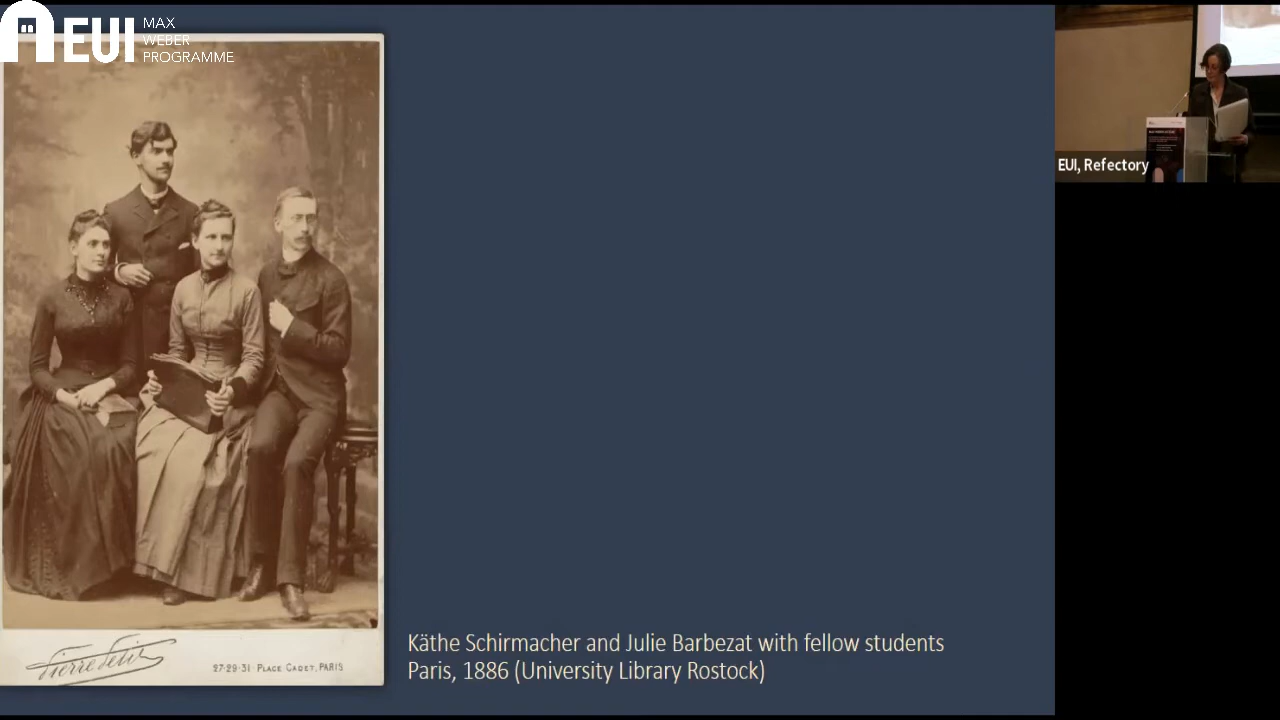 EUI
MAX
WEBER
PROGRAMME
EUI, Refectory
Pierre Petit
27·29·31· PLACE CADET, PARIS
Käthe Schirmacher and Julie Barbezat with fellow students
Paris, 1886 (University Library Rostock)